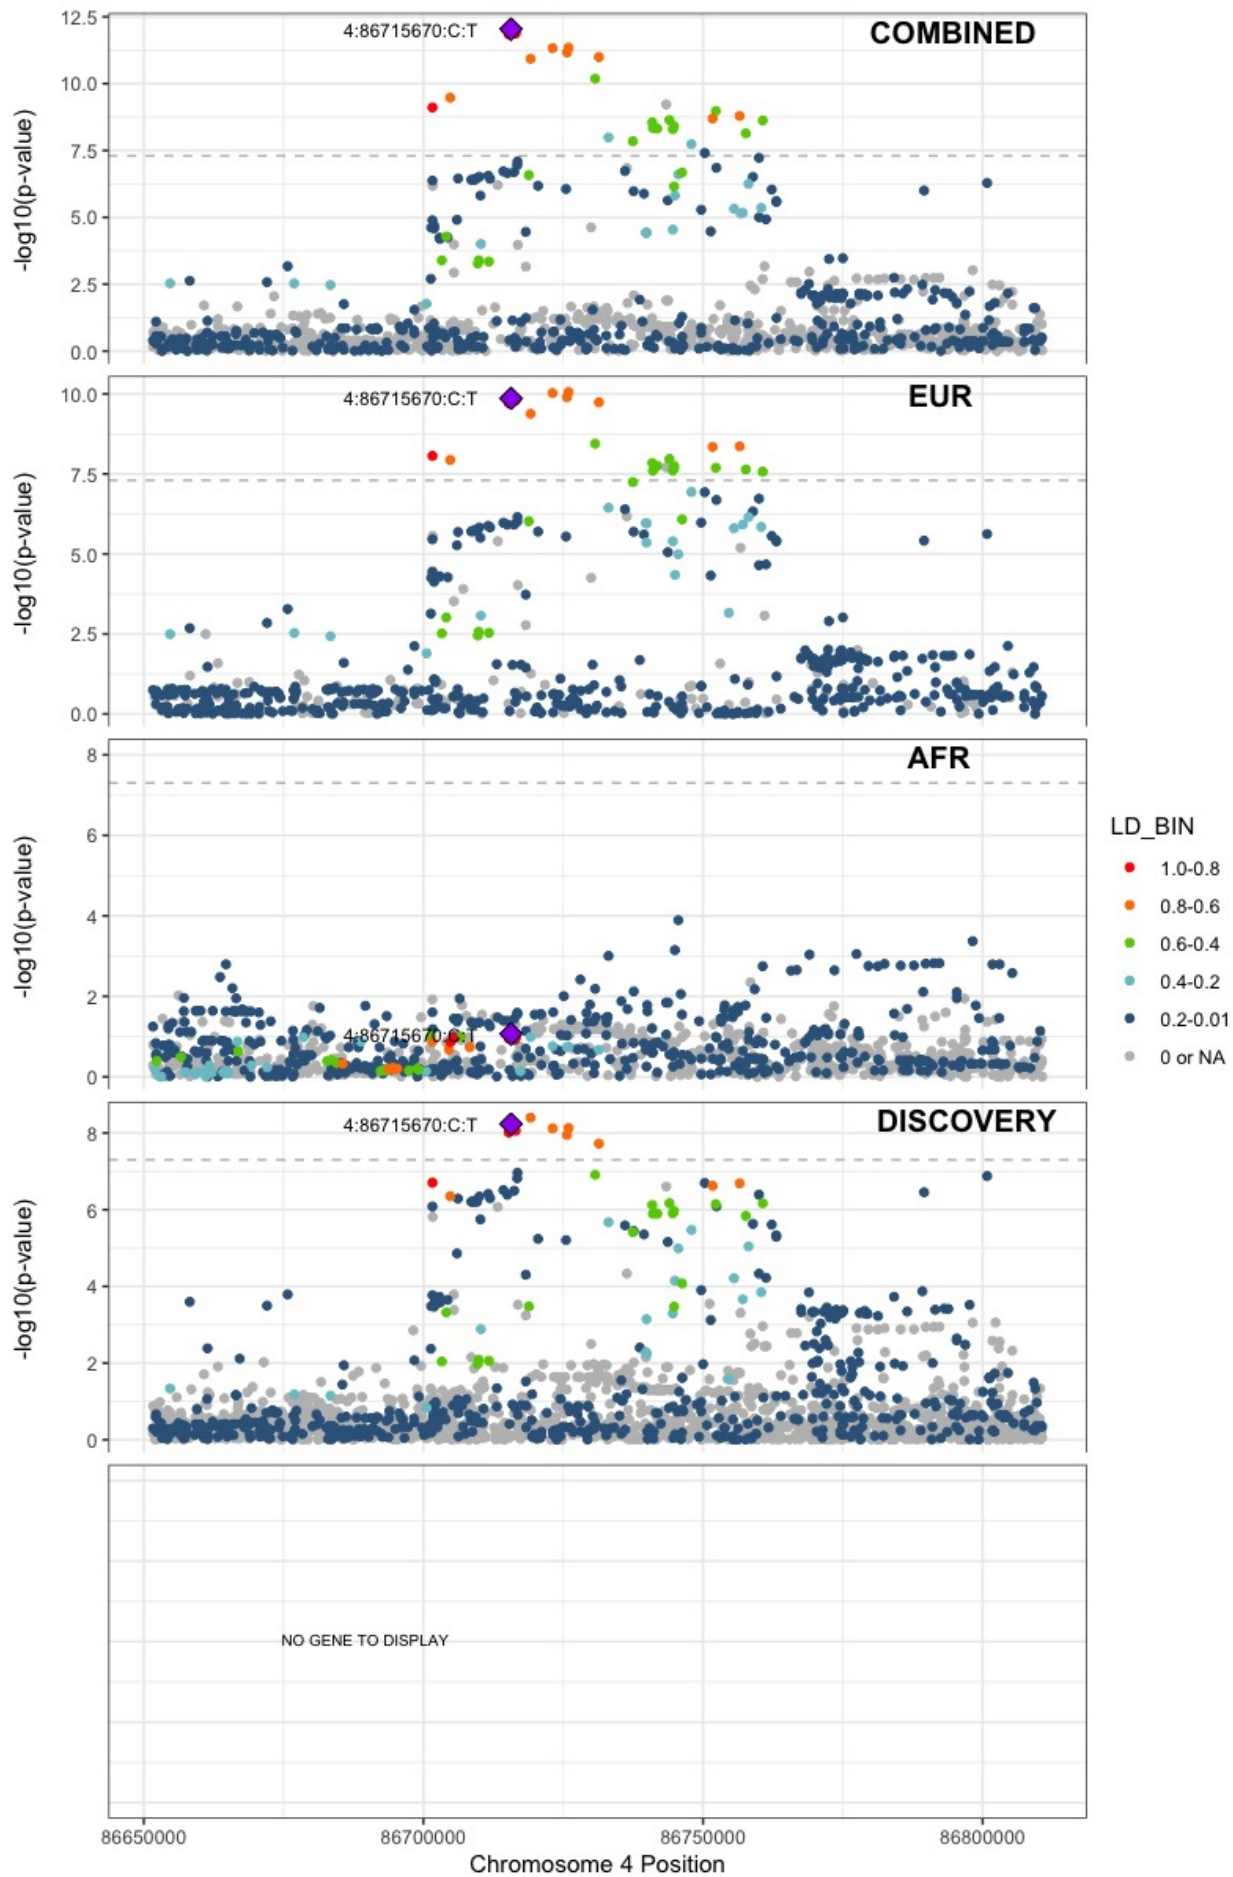 COMBINED
4:86715670:C:T
12.5
10.0
7.5
5.0
2.5
0.0
-log10(p-value)
EUR
4:86715670:C:T
10.0
7.5
5.0
2.5
0.0
-log10(p-value)
AFR
4:86715670:C:T
8
6
4
2
0
-log10(p-value)
LD_BIN
1.0-0.8
0.8-0.6
0.6-0.4
0.4-0.2
0.2-0.01
0 or NA
DISCOVERY
4:86715670:C:T
8
6
4
2
0
-log10(p-value)
NO GENE TO DISPLAY
86650000 86700000 86750000 86800000
Chromosome 4 Position